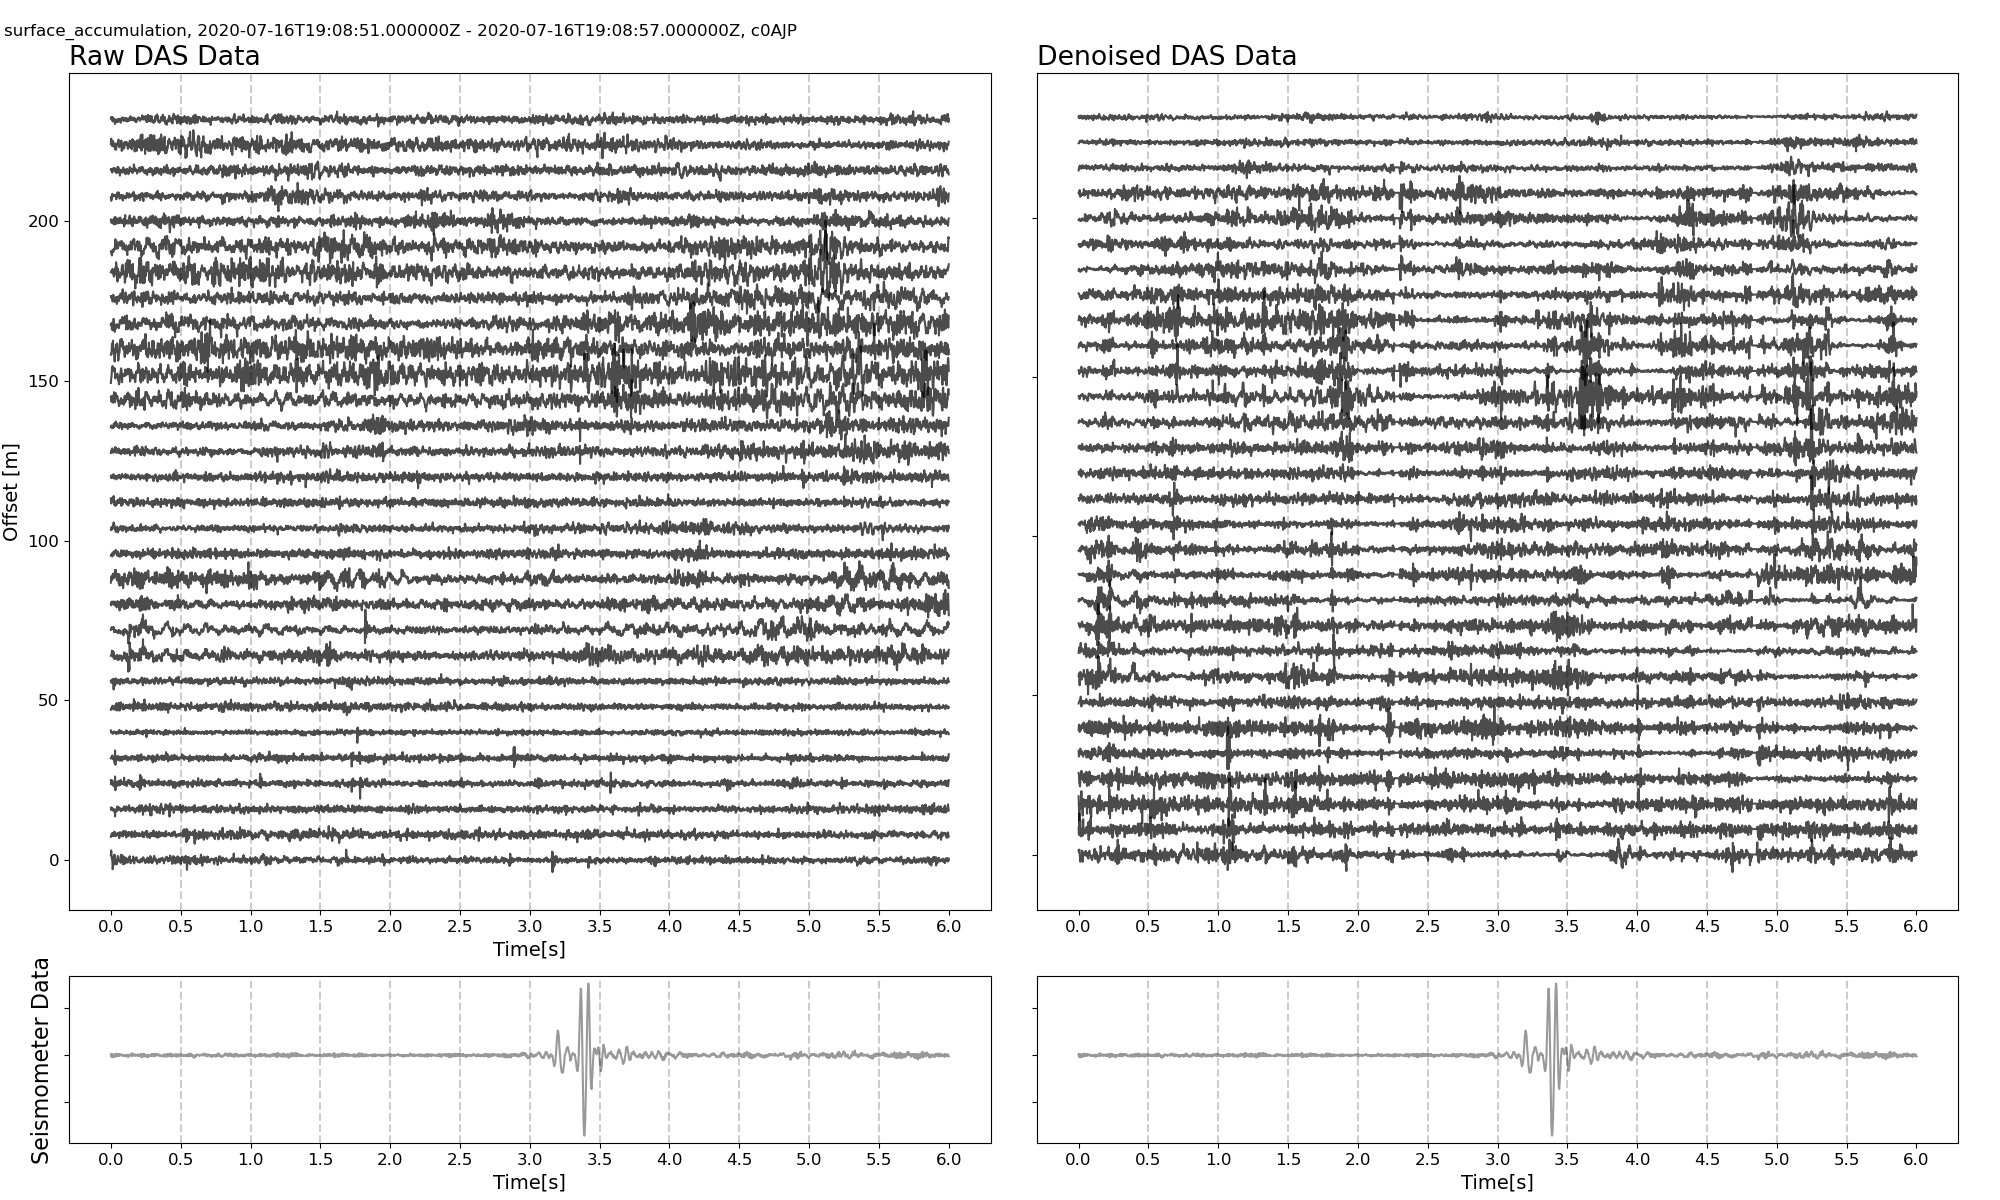 surface_accumulation, 2020-07-16T19:08:51.000000Z - 2020-07-16T19:08:57.000000Z, c0AJP
Raw DAS Data
Denoised DAS Data
Offset [m]
200
150
100
50
0
0.0 0.5 1.0 1.5 2.0 2.5 3.0 3.5 4.0 4.5 5.0 5.5 6.0
Time[s]
0.0 0.5 1.0 1.5 2.0 2.5 3.0 3.5 4.0 4.5 5.0 5.5 6.0
Seismometer Data
0.0 0.5 1.0 1.5 2.0 2.5 3.0 3.5 4.0 4.5 5.0 5.5 6.0
Time[s]
0.0 0.5 1.0 1.5 2.0 2.5 3.0 3.5 4.0 4.5 5.0 5.5 6.0
Time[s]